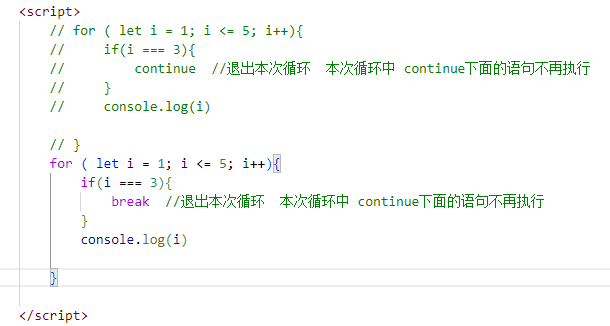 <script>
    // for ( let i = 1; i <= 5; i++){
    //     if(i === 3){
    //         continue  //退出本次循环  本次循环中 continue下面的语句不再执行
    //     }
    //     console.log(i)

    // }
    for ( let i = 1; i <= 5; i++){
        if(i === 3){
            break  //退出本次循环  本次循环中 continue下面的语句不再执行
        }
        console.log(i)

    }

</script>